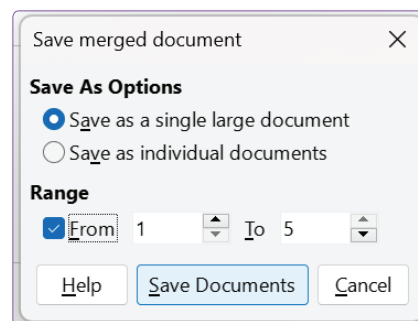 Save merged document
Save As Options
Save as a single large document
Save as individual documents
Range
From 1 To 5
Help Save Documents Cancel